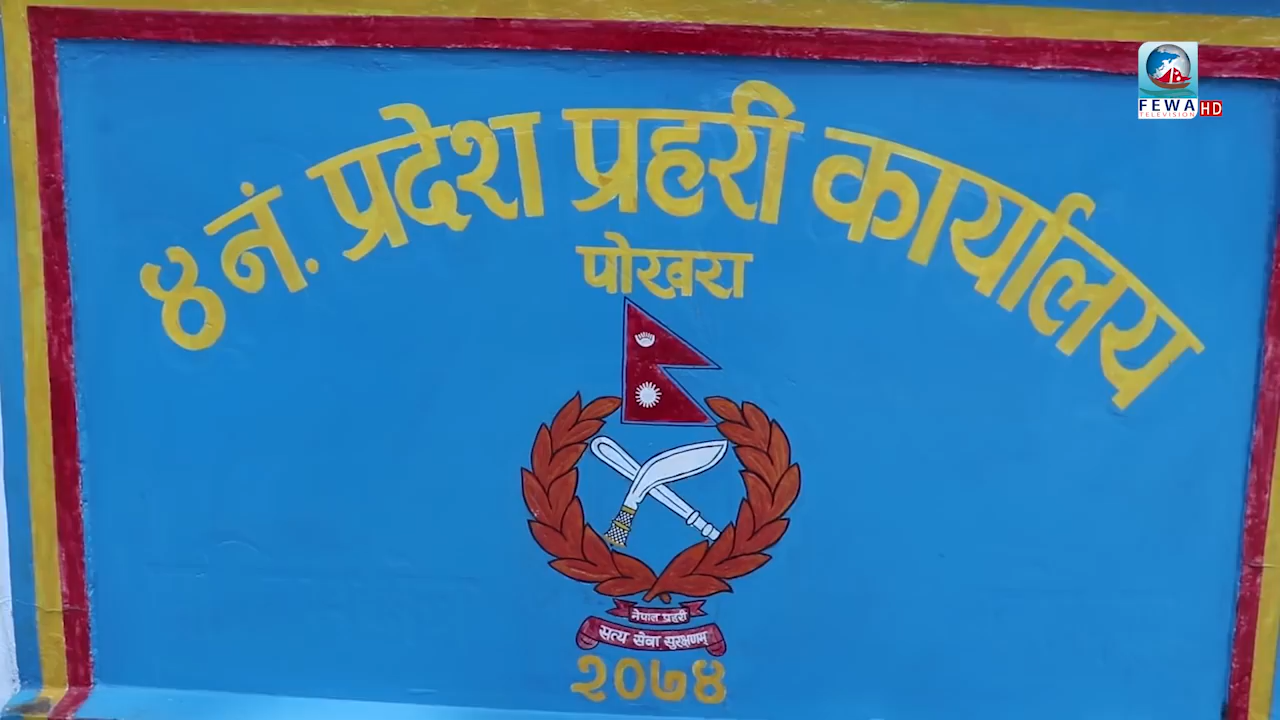 ४ नं. प्रदेश प्रहरी कार्यालय
पोखरा
नेपाल प्रहरी
सत्य सेवा सुरक्षणम्
२०७४
FEWA HD
TELEVISION